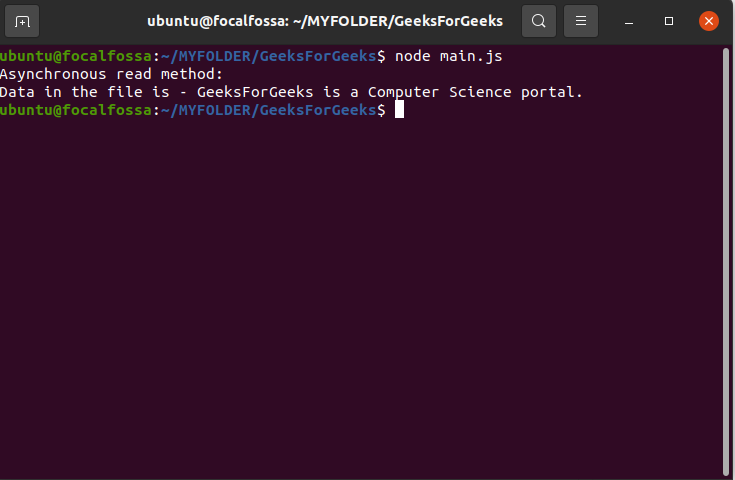 ubuntu@focalfossa: ~/MYFOLDER/GeeksForGeeks
ubuntu@focalfossa:~/MYFOLDER/GeeksForGeeks$ node main.js
Asynchronous read method:
Data in the file is - GeeksForGeeks is a Computer Science portal.
ubuntu@focalfossa:~/MYFOLDER/GeeksForGeeks$